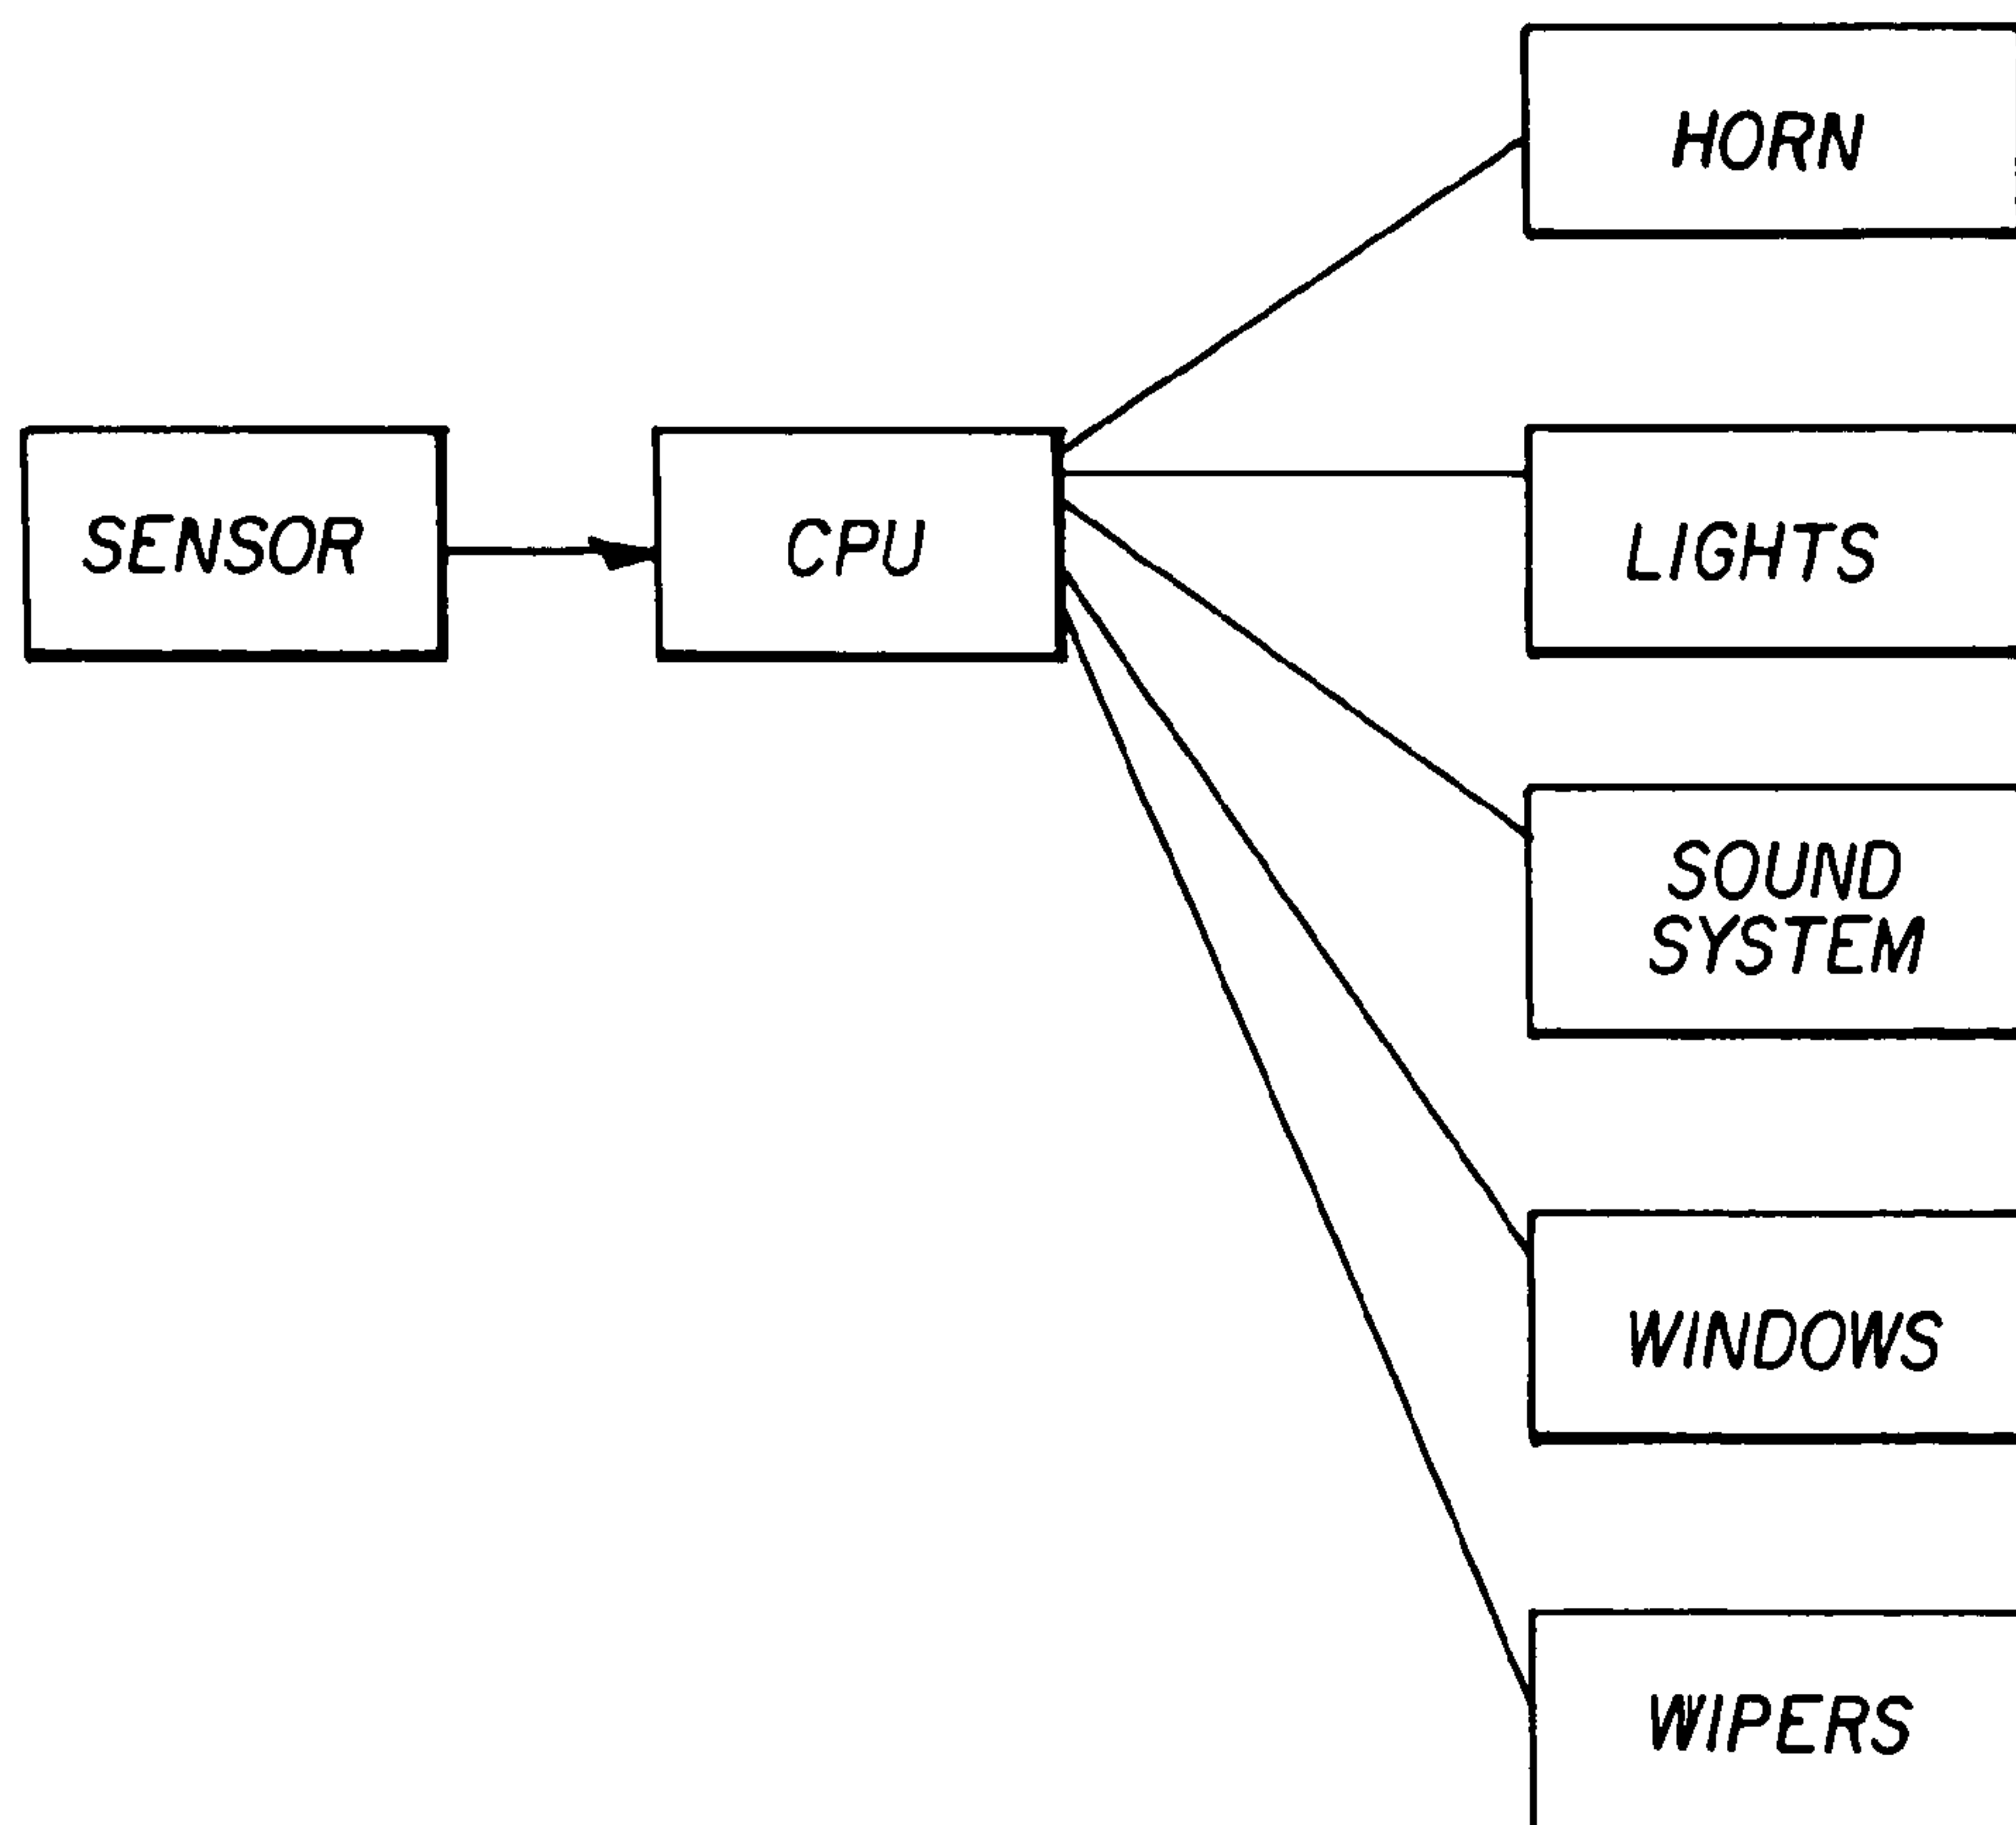 HORN
SENSOR
CPU
LIGHTS
SOUND
SYSTEM
WINDOWS
WIPERS